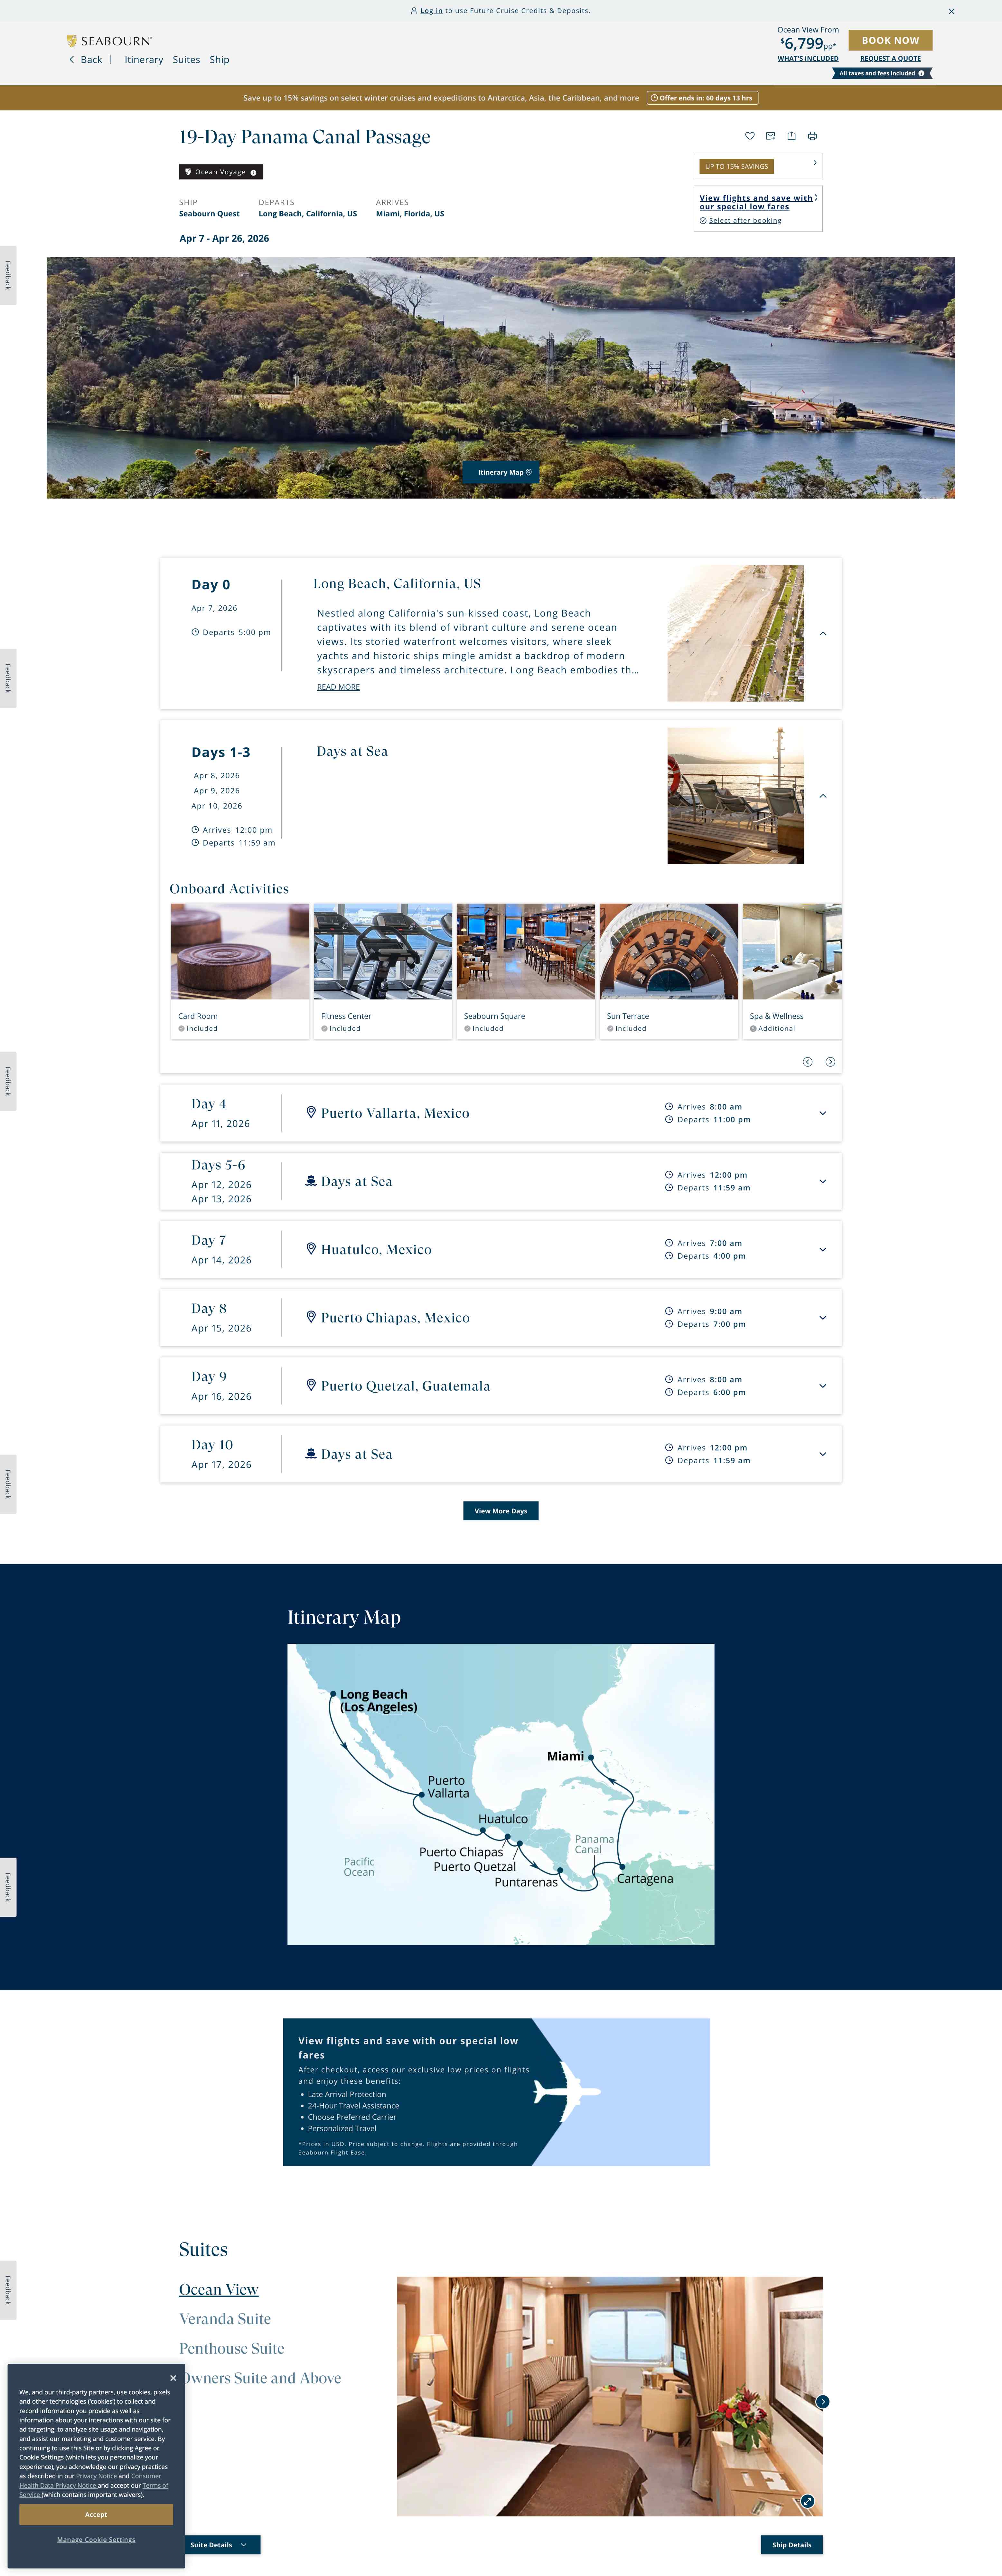 Log in to use Future Cruise Credits & Deposits.
SEABOURN
Back
Itinerary
Suites
Ship
Ocean View From
$6,799pp*
WHAT'S INCLUDED
BOOK NOW
REQUEST A QUOTE
All taxes and fees included
Save up to 15% savings on select winter cruises and expeditions to Antarctica, Asia, the Caribbean, and more
Offer ends in: 60 days 13 hrs
19-Day Panama Canal Passage
Ocean Voyage
UP TO 15% SAVINGS
View flights and save with
our special low fares
Select after booking
SHIP
Seabourn Quest
DEPARTS
Long Beach, California, US
ARRIVES
Miami, Florida, US
Apr 7 - Apr 26, 2026
Feedback
Itinerary Map
Day 0
Apr 7, 2026
Departs 5:00 pm
Long Beach, California, US
Nestled along California's sun-kissed coast, Long Beach
captivates with its blend of vibrant culture and serene ocean
views. Its storied waterfront welcomes visitors, where sleek
yachts and historic ships mingle amidst a backdrop of modern
skyscrapers and timeless architecture. Long Beach embodies th...
READ MORE
Feedback
Days 1-3
Apr 8, 2026
Apr 9, 2026
Apr 10, 2026
Arrives 12:00 pm
Departs 11:59 am
Days at Sea
Onboard Activities
Card Room
Included
Fitness Center
Included
Seabourn Square
Included
Sun Terrace
Included
Spa & Wellness
Additional
Feedback
Day 4
Apr 11, 2026
Puerto Vallarta, Mexico
Arrives 8:00 am
Departs 11:00 pm
Days 5-6
Apr 12, 2026
Apr 13, 2026
Days at Sea
Arrives 12:00 pm
Departs 11:59 am
Day 7
Apr 14, 2026
Huatulco, Mexico
Arrives 7:00 am
Departs 4:00 pm
Day 8
Apr 15, 2026
Puerto Chiapas, Mexico
Arrives 9:00 am
Departs 7:00 pm
Day 9
Apr 16, 2026
Puerto Quetzal, Guatemala
Arrives 8:00 am
Departs 6:00 pm
Day 10
Apr 17, 2026
Days at Sea
Arrives 12:00 pm
Departs 11:59 am
Feedback
View More Days
Itinerary Map
Long Beach
(Los Angeles)
Miami
Puerto
Vallarta
Huatulco
Puerto Chiapas
Puerto Quetzal
Puntarenas
Panama
Canal
Cartagena
Pacific
Ocean
Feedback
View flights and save with our special low
fares
After checkout, access our exclusive low prices on flights
and enjoy these benefits:
• Late Arrival Protection
• 24-Hour Travel Assistance
• Choose Preferred Carrier
• Personalized Travel
*Prices in USD. Price subject to change. Flights are provided through
Seabourn Flight Ease.
Suites
Feedback
Ocean View
Veranda Suite
Penthouse Suite
Owners Suite and Above
We, and our third-party partners, use cookies, pixels
and other technologies ('cookies') to collect and
record information you provide as well as
information about your interactions with our site for
ad targeting, to analyze site usage and navigation,
and assist our marketing and customer service. By
continuing to use this Site or by clicking Agree or
Cookie Settings (which lets you personalize your
experience), you acknowledge our privacy practices
as described in our Privacy Notice and Consumer
Health Data Privacy Notice and accept our Terms of
Service (which contains important waivers).
Accept
Manage Cookie Settings
Suite Details
Ship Details